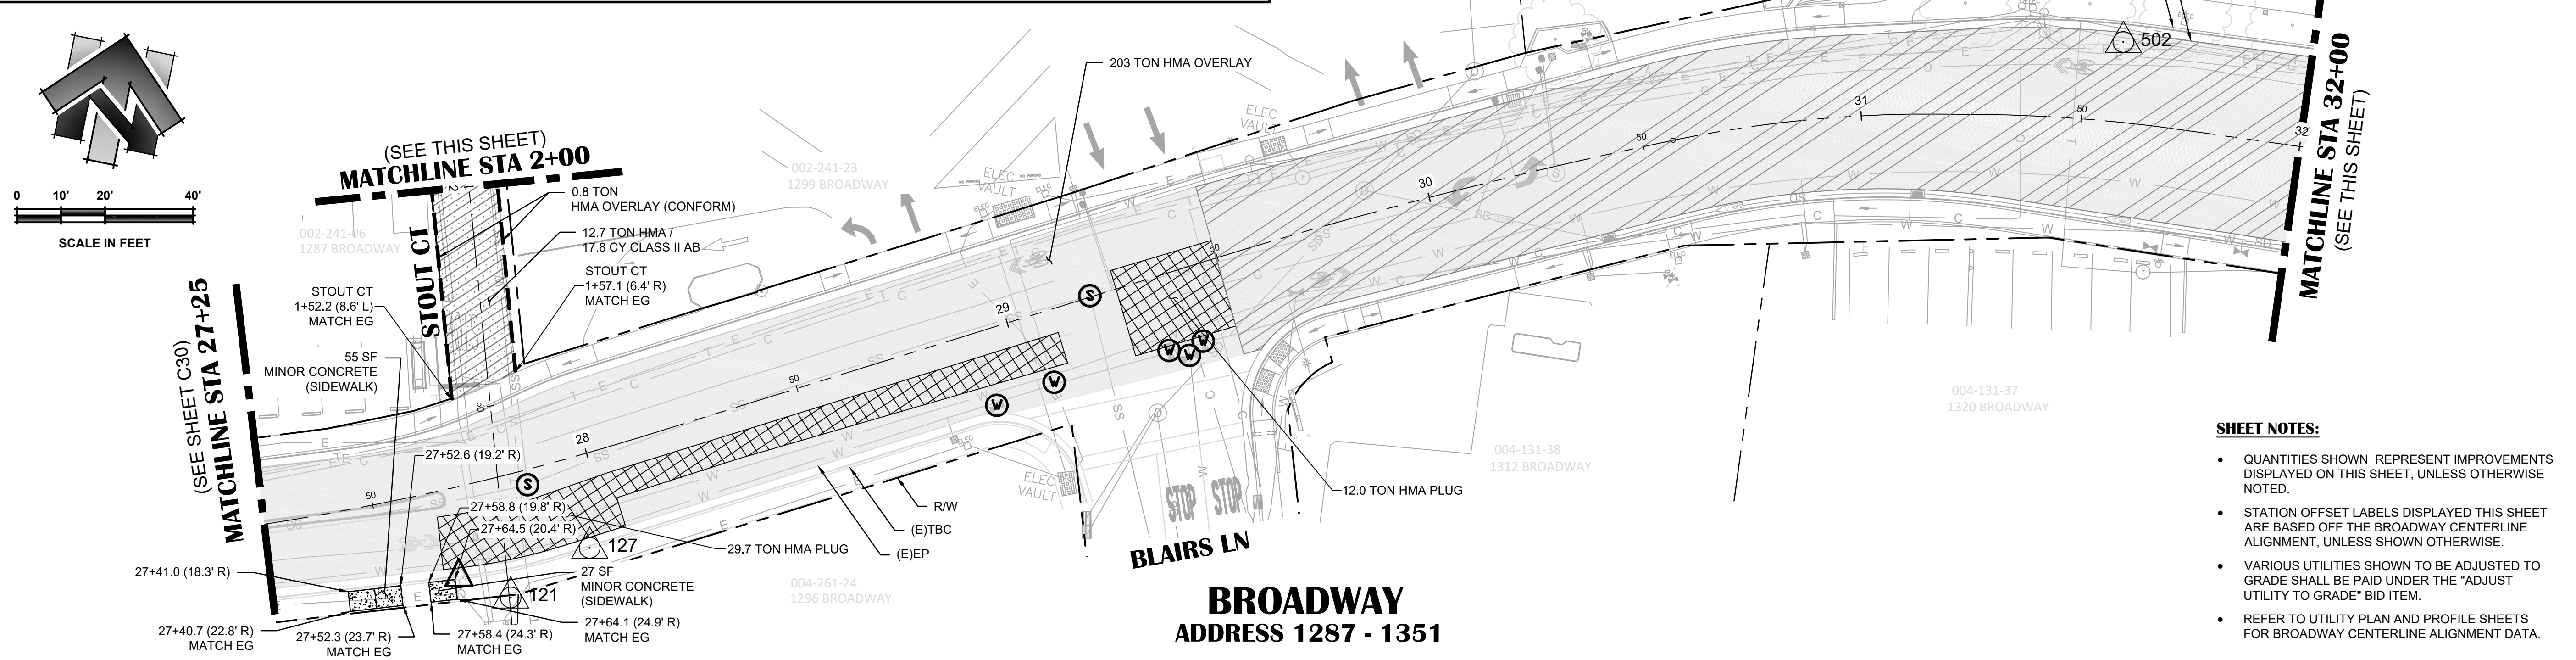 203 TON HMA OVERLAY
502
(SEE THIS SHEET)
MATCHLINE STA 2+00
0 10' 20' 40'
SCALE IN FEET
0.8 TON
HMA OVERLAY (CONFORM)
12.7 TON HMA /
17.8 CY CLASS II AB
STOUT CT
1+57.1 (6.4' R)
MATCH EG
STOUT CT
1+52.2 (8.6' L)
MATCH EG
STOUT CT
002-241-06
1287 BROADWAY
002-241-23
1299 BROADWAY
ELEC
VAULT
ELEC
VAULT
MATCHLINE STA 27+25
(SEE SHEET C30)
55 SF
MINOR CONCRETE
(SIDEWALK)
27+52.6 (19.2' R)
27+58.8 (19.8' R)
27+64.5 (20.4' R)
27+41.0 (18.3' R)
27+40.7 (22.8' R)
MATCH EG
27+52.3 (23.7' R)
MATCH EG
27+58.4 (24.3' R)
MATCH EG
27 SF
MINOR CONCRETE
(SIDEWALK)
27+64.1 (24.9' R)
MATCH EG
127
121
29.7 TON HMA PLUG
R/W
(E)TBC
(E)EP
50
28
50
29
50
30
50
31
50
32
ELEC
VAULT
004-261-24
1296 BROADWAY
STOP STOP
BLAIRS LN
12.0 TON HMA PLUG
004-131-38
1312 BROADWAY
004-131-37
1320 BROADWAY
BROADWAY
ADDRESS 1287 - 1351
MATCHLINE STA 32+00
(SEE THIS SHEET)
SHEET NOTES:
• QUANTITIES SHOWN REPRESENT IMPROVEMENTS
DISPLAYED ON THIS SHEET, UNLESS OTHERWISE
NOTED.
• STATION OFFSET LABELS DISPLAYED THIS SHEET
ARE BASED OFF THE BROADWAY CENTERLINE
ALIGNMENT, UNLESS SHOWN OTHERWISE.
• VARIOUS UTILITIES SHOWN TO BE ADJUSTED TO
GRADE SHALL BE PAID UNDER THE "ADJUST
UTILITY TO GRADE" BID ITEM.
• REFER TO UTILITY PLAN AND PROFILE SHEETS
FOR BROADWAY CENTERLINE ALIGNMENT DATA.